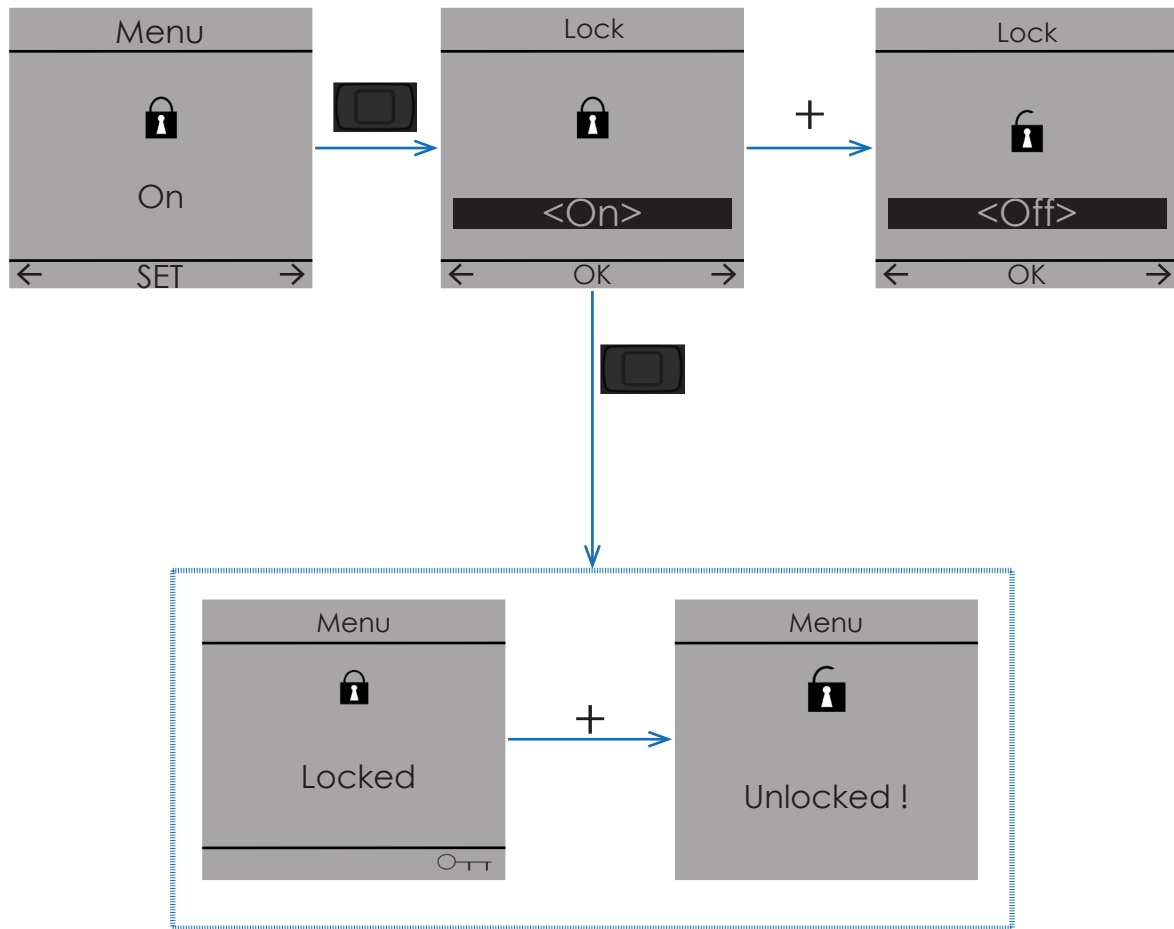 Menu
On
← SET →
Lock
<On>
← OK →
+
Lock
<Off>
← OK →
Menu
Locked
+
Menu
Unlocked !